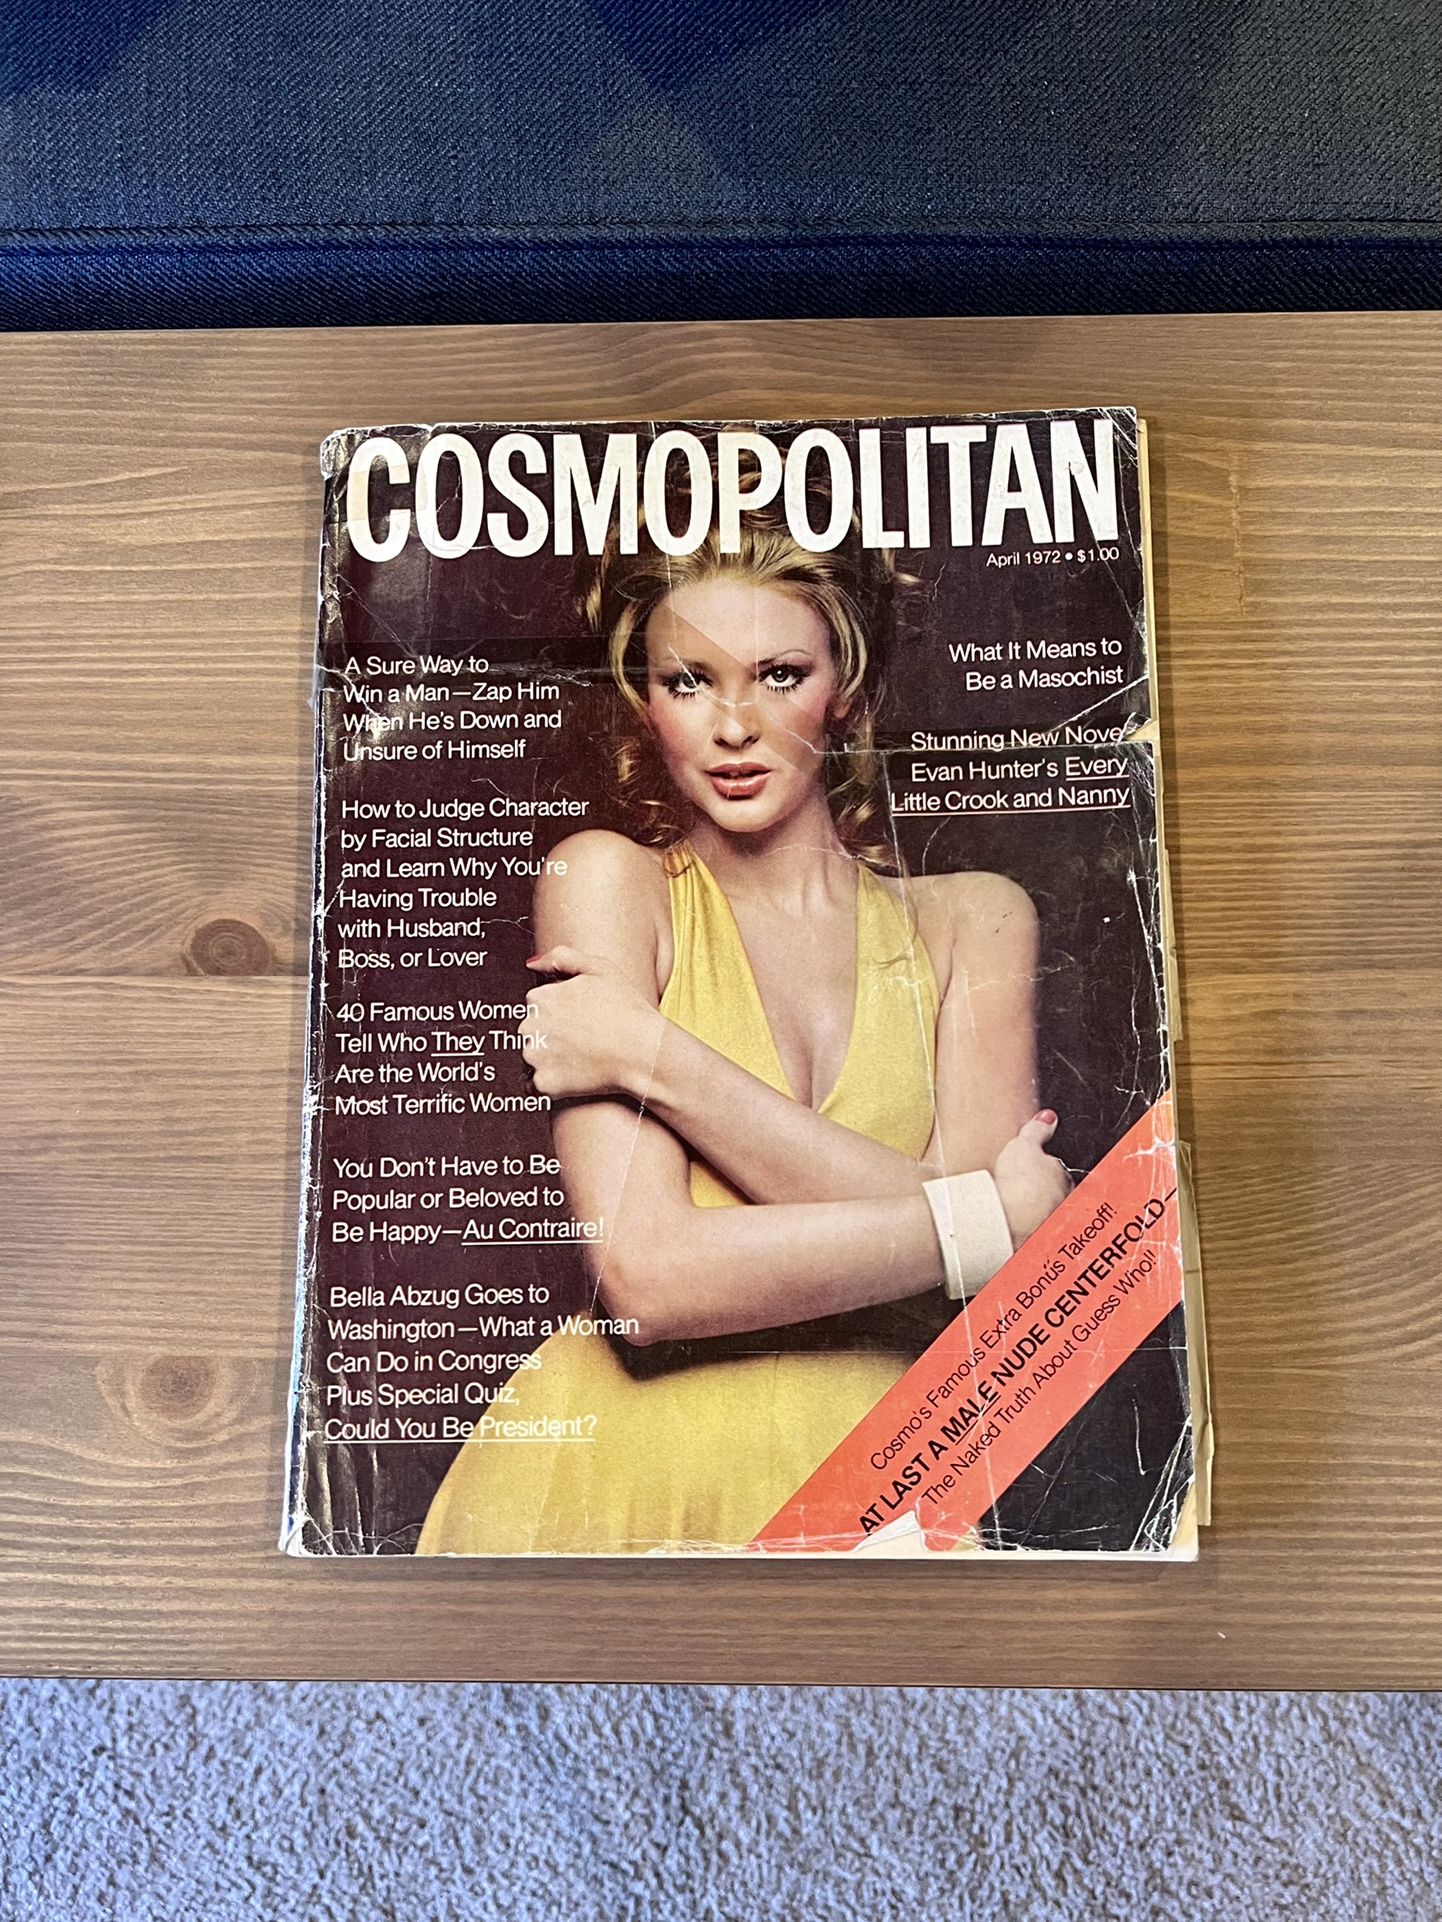 COSMOPOLITAN
April 1972 • $1.00
A Sure Way to
Win a Man—Zap Him
When He's Down and
Unsure of Himself
How to Judge Character
by Facial Structure
and Learn Why You're
Having Trouble
with Husband,
Boss, or Lover
40 Famous Women
Tell Who They Think
Are the World's
Most Terrific Women
You Don't Have to Be
Popular or Beloved to
Be Happy—Au Contraire!
Bella Abzug Goes to
Washington—What a Woman
Can Do in Congress
Plus Special Quiz,
Could You Be President?
What It Means to
Be a Masochist
Stunning New Nove
Evan Hunter's Every
Little Crook and Nanny
Cosmo's Famous Extra Bonus Takeoff!
AT LAST A MALE NUDE CENTERFOLD—
The Naked Truth About Guess Who!!